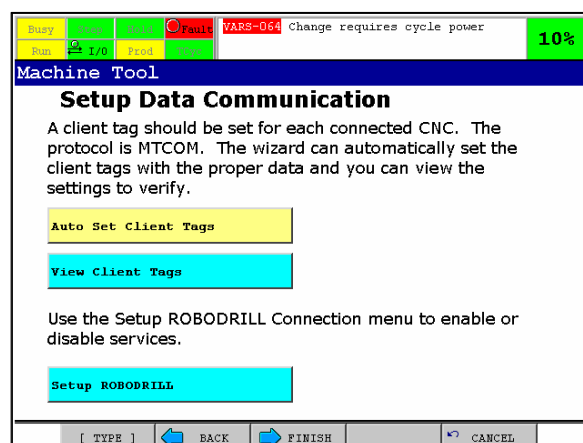 Busy Step Hold Fault VARS-064 Change requires cycle power
10%
Run I/O Prod
Machine Tool
Setup Data Communication
A client tag should be set for each connected CNC. The
protocol is MTCOM. The wizard can automatically set the
client tags with the proper data and you can view the
settings to verify.
Auto Set Client Tags
View Client Tags
Use the Setup ROBODRILL Connection menu to enable or
disable services.
Setup ROBODRILL
[ TYPE ] BACK FINISH CANCEL